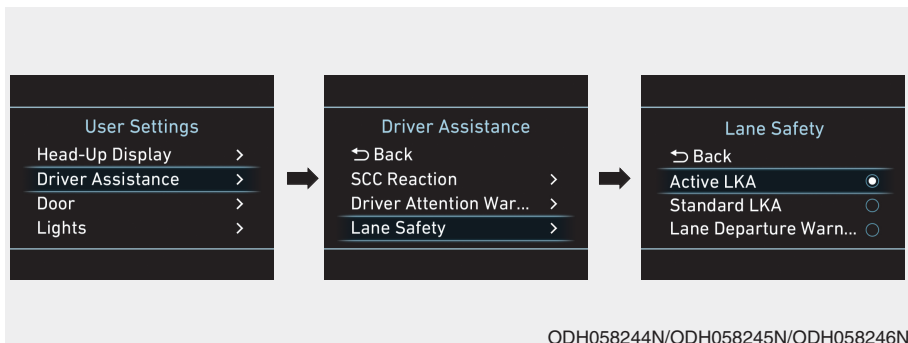 User Settings
Head-Up Display
Driver Assistance
Door
Lights
Driver Assistance
Back
SCC Reaction
Driver Attention War...
Lane Safety
Lane Safety
Back
Active LKA
Standard LKA
Lane Departure Warn...
ODH058244N/ODH058245N/ODH058246N